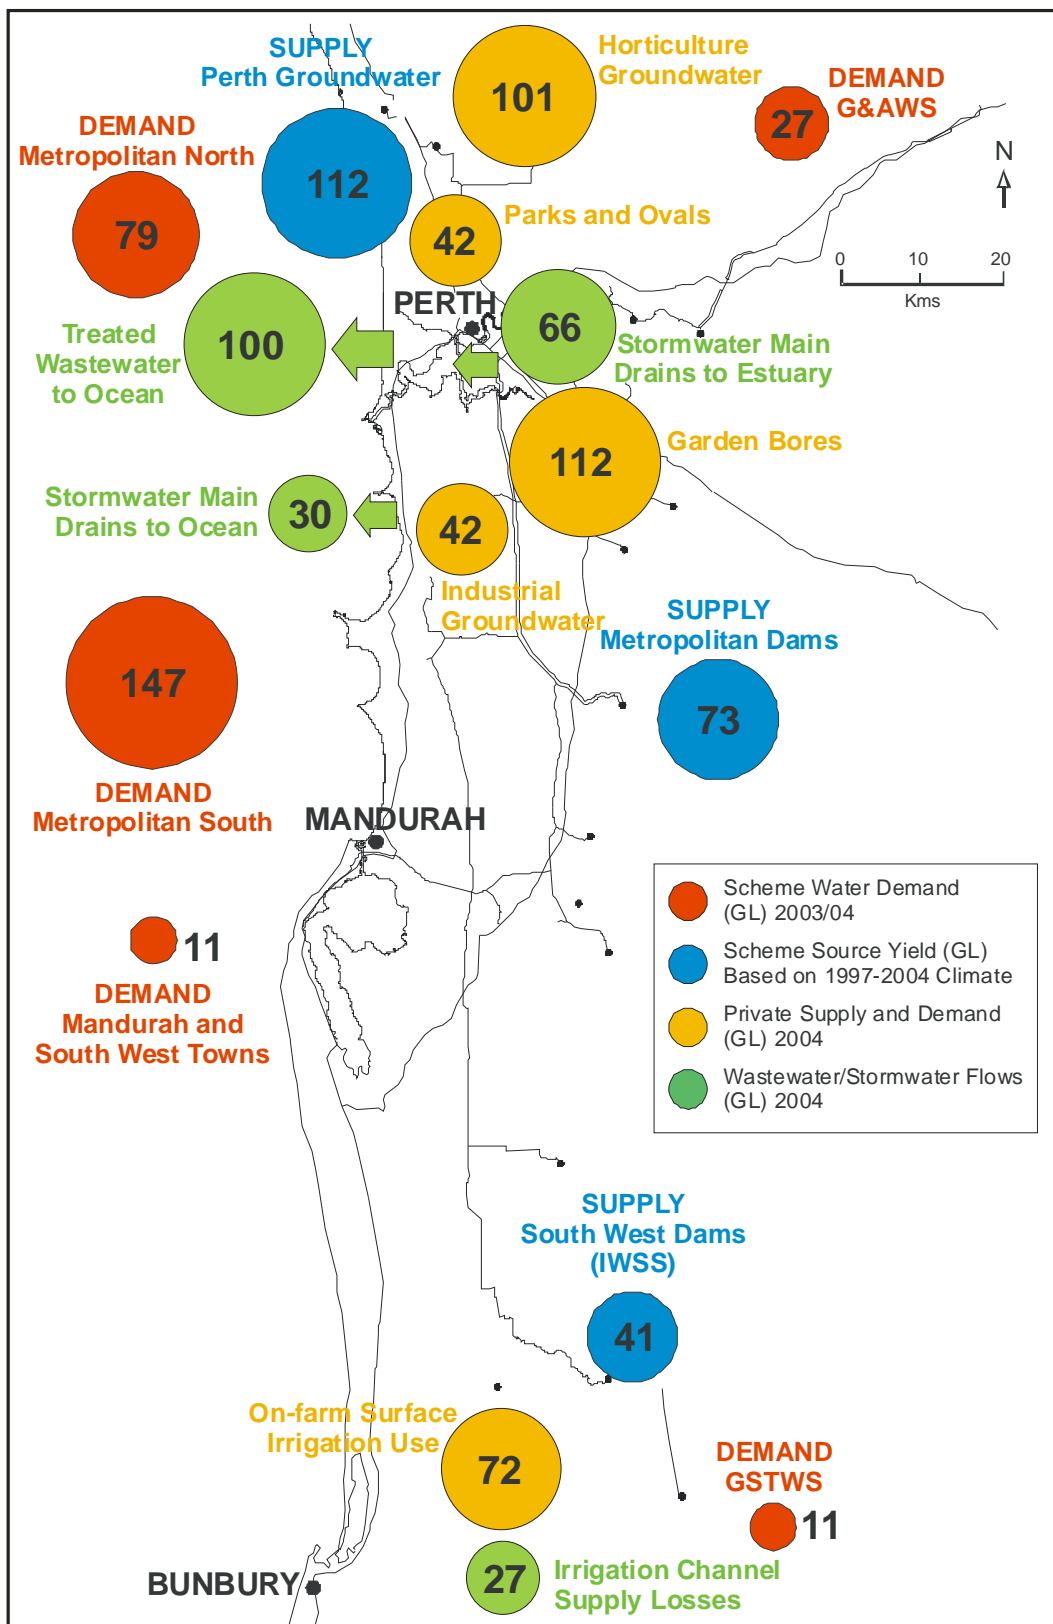 SUPPLY
Perth Groundwater
112
Horticulture
Groundwater
101
DEMAND
G&AWS
27
DEMAND
Metropolitan North
79
N
0 10 20
Kms
Parks and Ovals
42
PERTH
Treated
Wastewater
to Ocean
100
66
Stormwater Main
Drains to Estuary
Garden Bores
112
Stormwater Main
Drains to Ocean
30
42
Industrial
Groundwater
SUPPLY
Metropolitan Dams
73
147
DEMAND
Metropolitan South
MANDURAH
11
DEMAND
Mandurah and
South West Towns
Scheme Water Demand
(GL) 2003/04
Scheme Source Yield (GL)
Based on 1997-2004 Climate
Private Supply and Demand
(GL) 2004
Wastewater/Stormwater Flows
(GL) 2004
SUPPLY
South West Dams
(IWSS)
41
On-farm Surface
Irrigation Use
72
DEMAND
GSTWS
11
BUNBURY
27
Irrigation Channel
Supply Losses